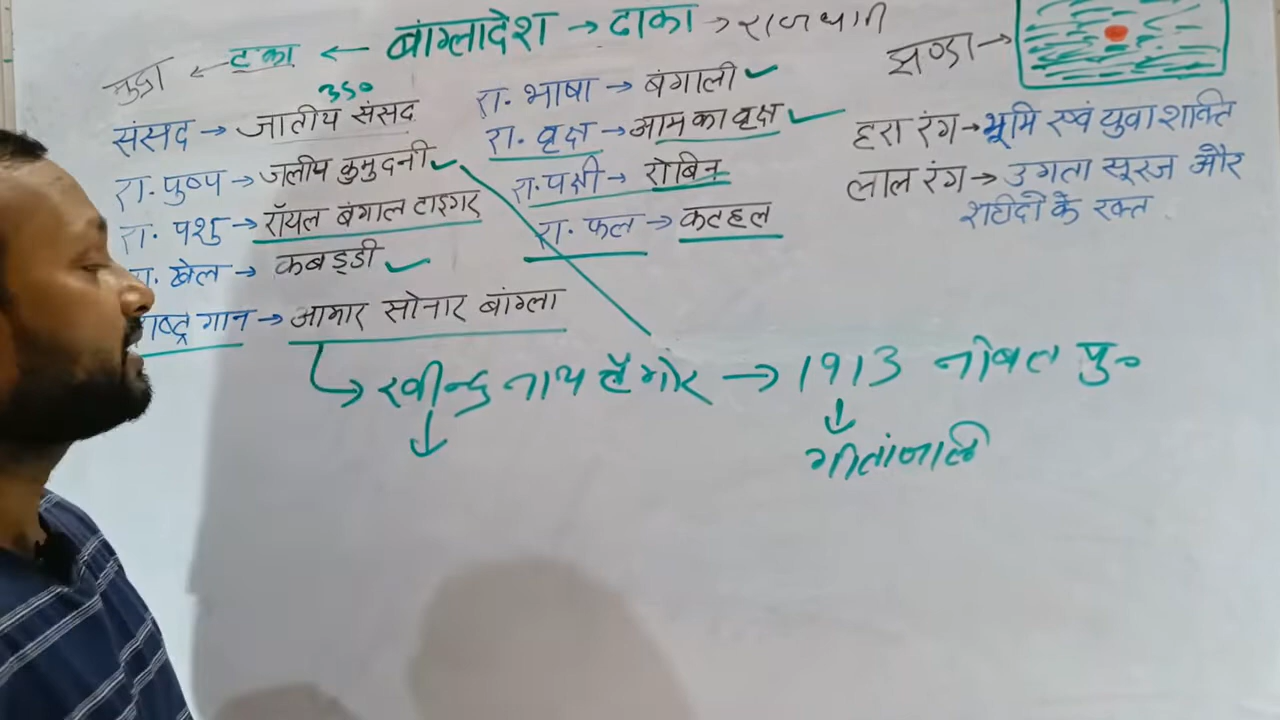 मुद्रा ← टका ← बांग्लादेश → ढाका → राजधानी
झण्डा →
350
संसद → जातीय संसद
रा. पुष्प → जलीय कुमुदनी ✓
रा. पशु → रॉयल बंगाल टाइगर
रा. खेल → कबड्डी ✓
राष्ट्र गान → आमार सोनार बांग्ला
रा. भाषा → बंगाली ✓
रा. वृक्ष → आम का वृक्ष ✓
रा. पक्षी → रोबिन
रा. फल → कटहल
हरा रंग → भूमि एवं युवा शक्ति
लाल रंग → उगता सूरज और
शहीदों के रक्त
↳ रवीन्द्र नाथ टैगोर → 1913 नोबल पु॰
↓ ↓
गीतांजलि